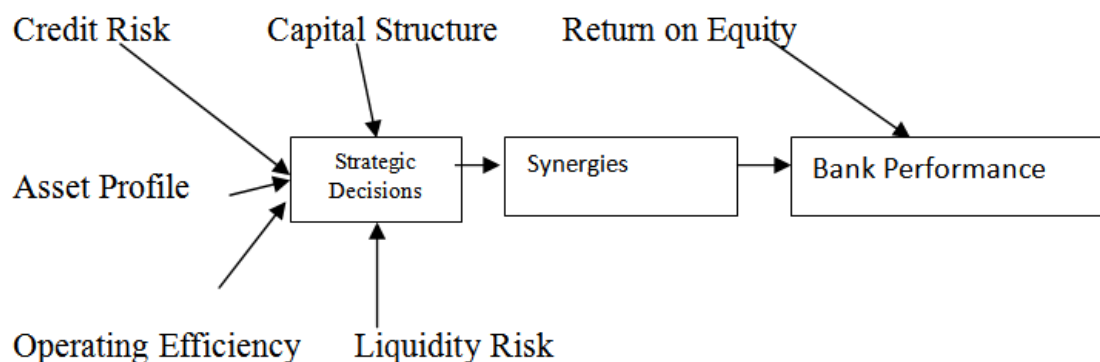 Credit Risk
Capital Structure
Return on Equity
Strategic
Decisions
Synergies
Bank Performance
Asset Profile
Operating Efficiency
Liquidity Risk